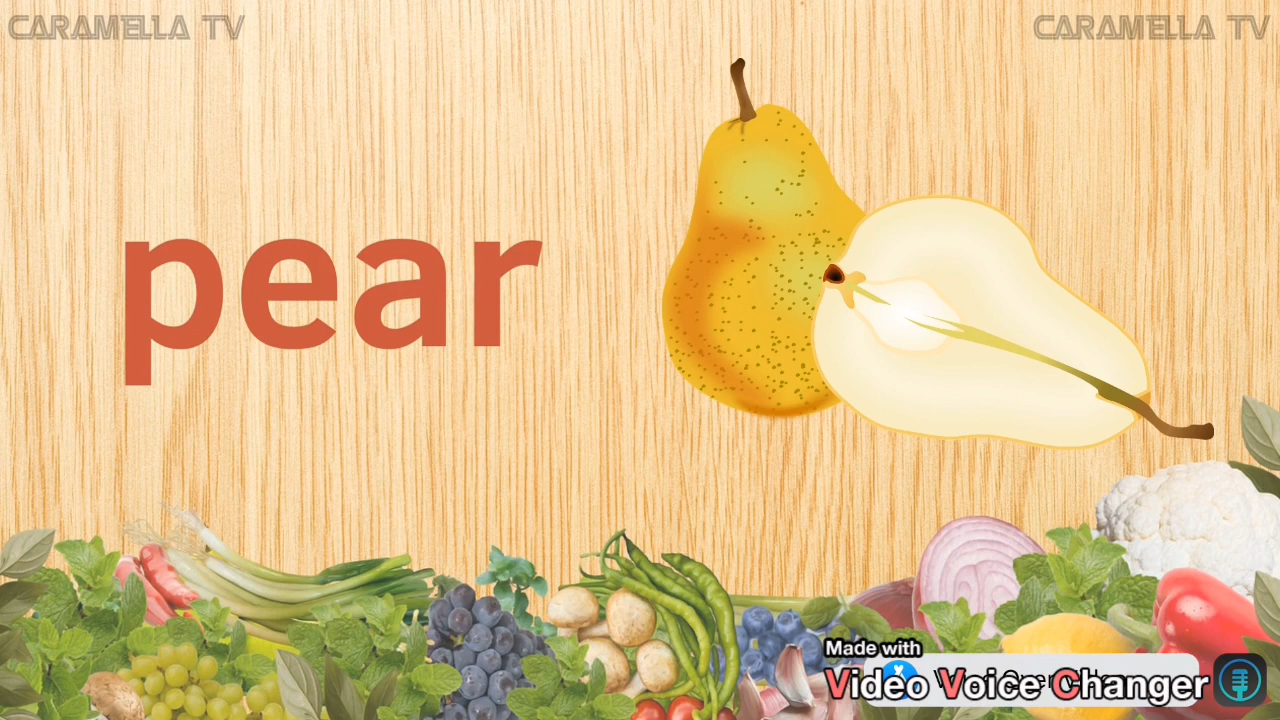 CARAMELLA TV
CARAMELLA TV
pear
Made with
Video Voice Changer